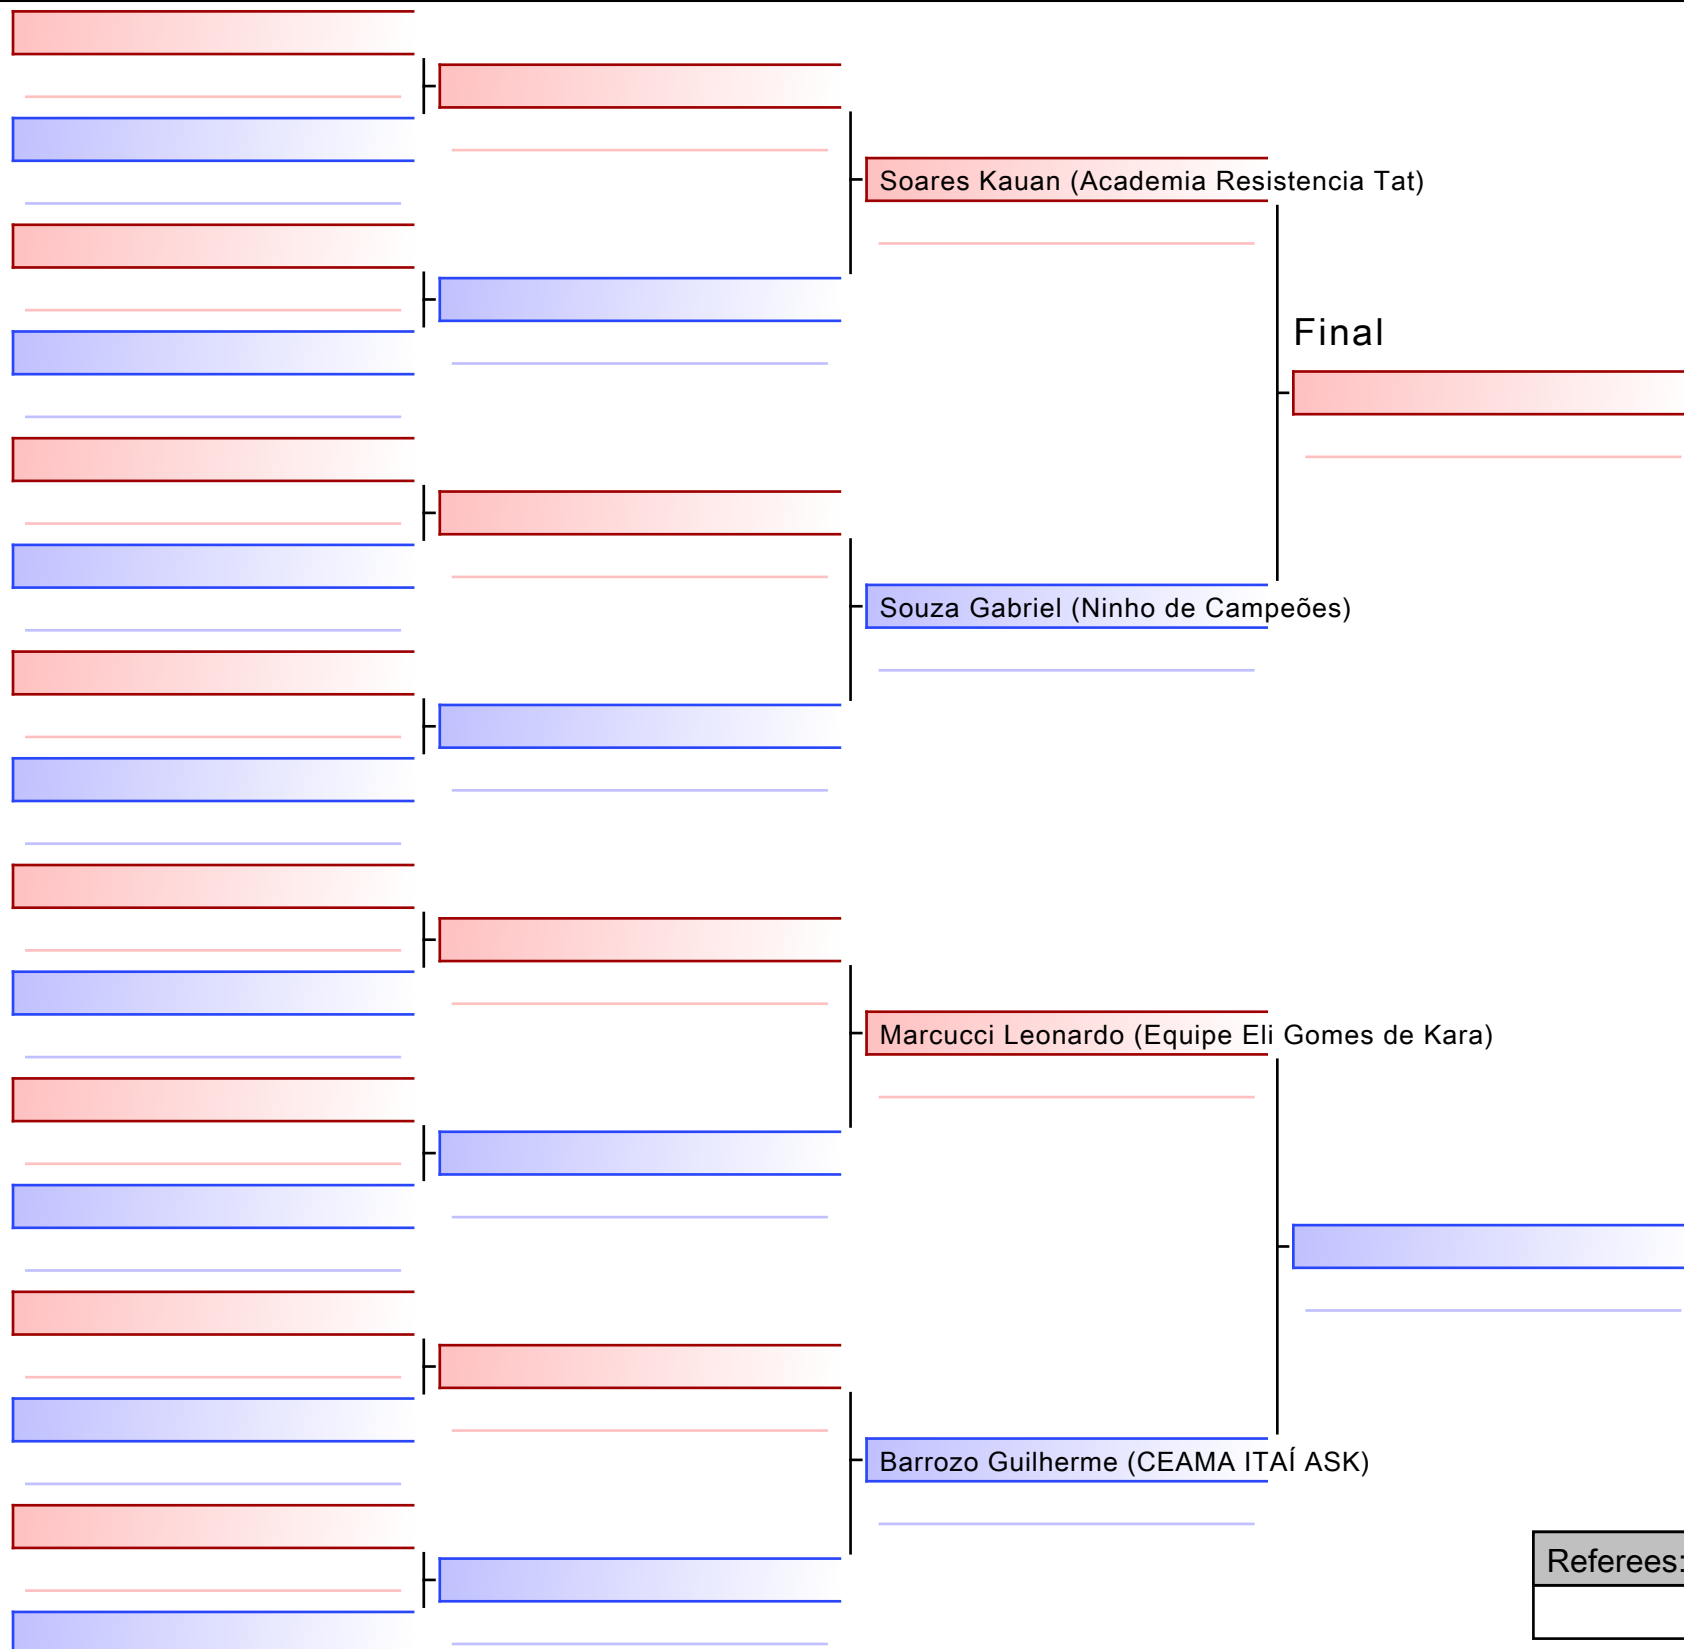 Soares Kauan (Academia Resistencia Tat)
Final
Souza Gabriel (Ninho de Campeões)
Marcucci Leonardo (Equipe Eli Gomes de Kara)
Barrozo Guilherme (CEAMA ITAÍ ASK)
Referees: